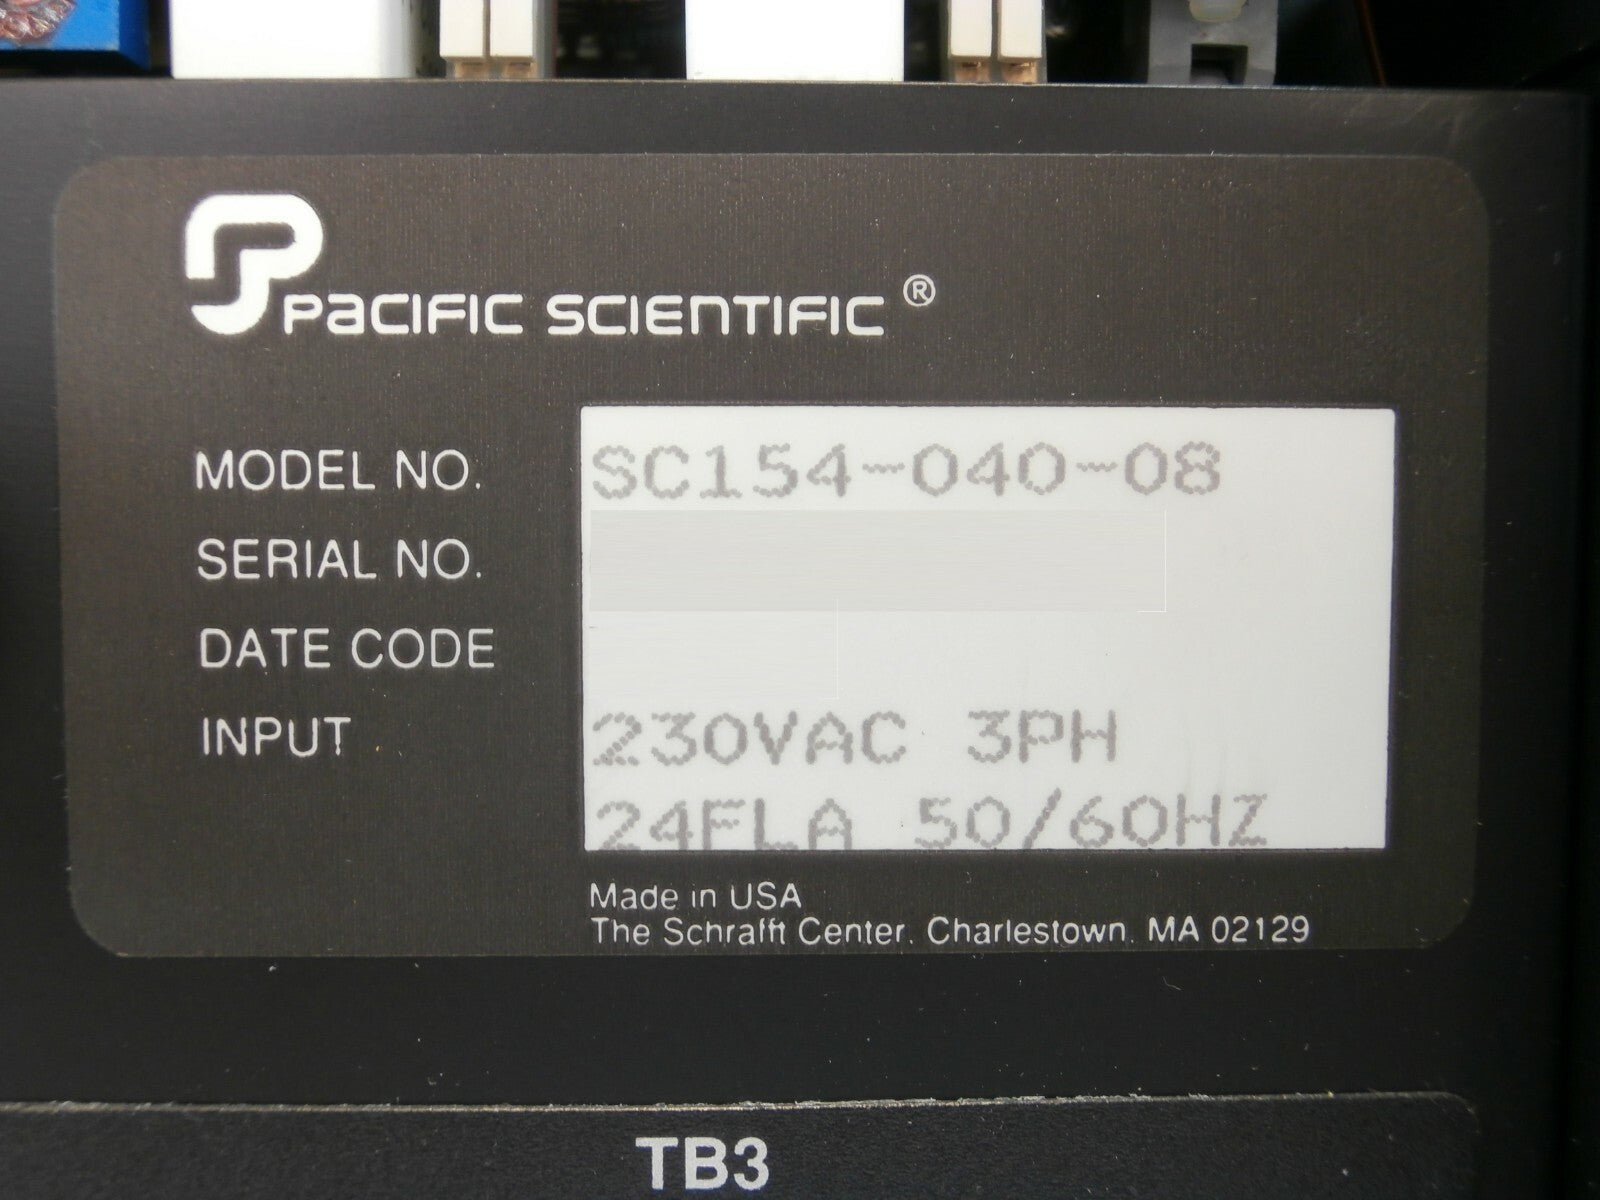 PACIFIC SCIENTIFIC ®
MODEL NO. SC154-040-08
SERIAL NO.
DATE CODE
INPUT 230VAC 3PH
24FLA 50/60HZ
Made in USA
The Schrafft Center, Charlestown, MA 02129
TB3